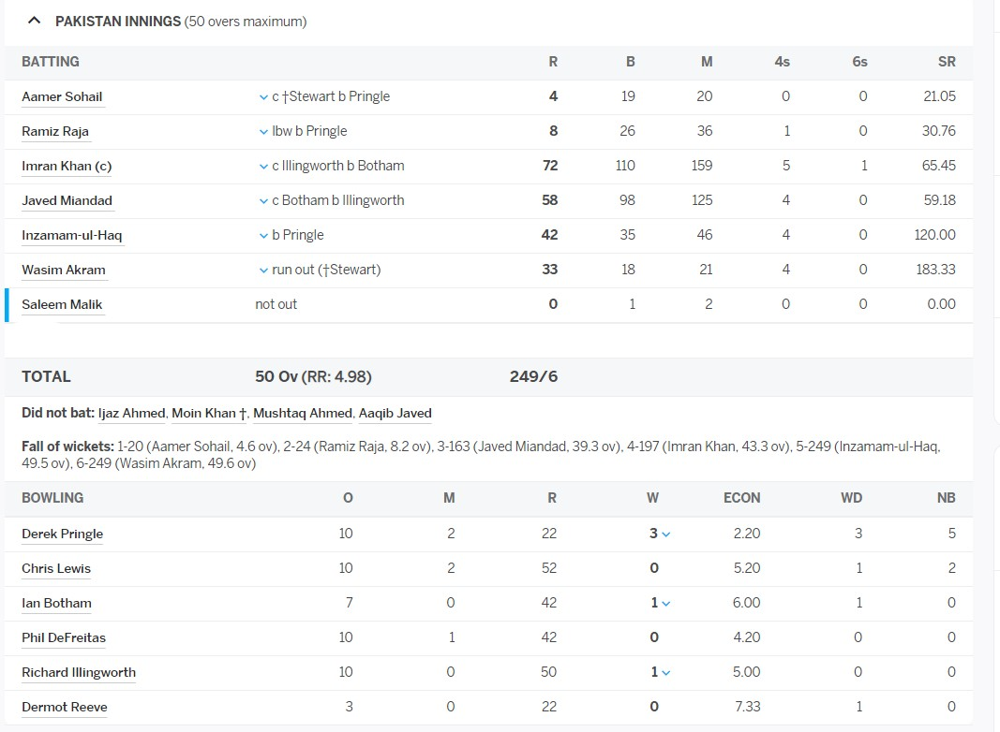 PAKISTAN INNINGS (50 overs maximum)
BATTING R B M 4s 6s SR
Aamer Sohail c †Stewart b Pringle 4 19 20 0 0 21.05
Ramiz Raja lbw b Pringle 8 26 36 1 0 30.76
Imran Khan (c) c Illingworth b Botham 72 110 159 5 1 65.45
Javed Miandad c Botham b Illingworth 58 98 125 4 0 59.18
Inzamam-ul-Haq b Pringle 42 35 46 4 0 120.00
Wasim Akram run out (†Stewart) 33 18 21 4 0 183.33
Saleem Malik not out 0 1 2 0 0 0.00
TOTAL 50 Ov (RR: 4.98) 249/6
Did not bat: Ijaz Ahmed, Moin Khan †, Mushtaq Ahmed, Aaqib Javed
Fall of wickets: 1-20 (Aamer Sohail, 4.6 ov), 2-24 (Ramiz Raja, 8.2 ov), 3-163 (Javed Miandad, 39.3 ov), 4-197 (Imran Khan, 43.3 ov), 5-249 (Inzamam-ul-Haq,
49.5 ov), 6-249 (Wasim Akram, 49.6 ov)
BOWLING O M R W ECON WD NB
Derek Pringle 10 2 22 3 2.20 3 5
Chris Lewis 10 2 52 0 5.20 1 2
Ian Botham 7 0 42 1 6.00 1 0
Phil DeFreitas 10 1 42 0 4.20 0 0
Richard Illingworth 10 0 50 1 5.00 0 0
Dermot Reeve 3 0 22 0 7.33 1 0